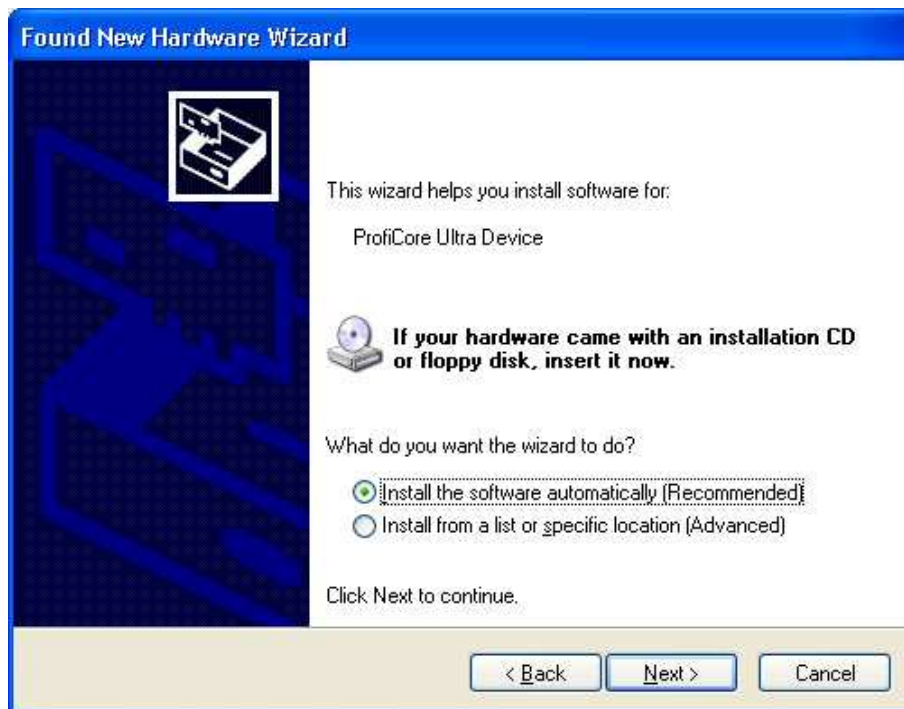 Found New Hardware Wizard
This wizard helps you install software for:
ProfiCore Ultra Device
If your hardware came with an installation CD
or floppy disk, insert it now.
What do you want the wizard to do?
Install the software automatically (Recommended)
Install from a list or specific location (Advanced)
Click Next to continue.
< Back
Next >
Cancel